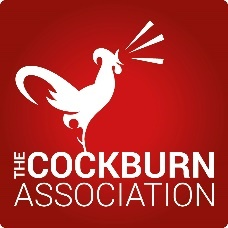 THE COCKBURN
ASSOCIATION